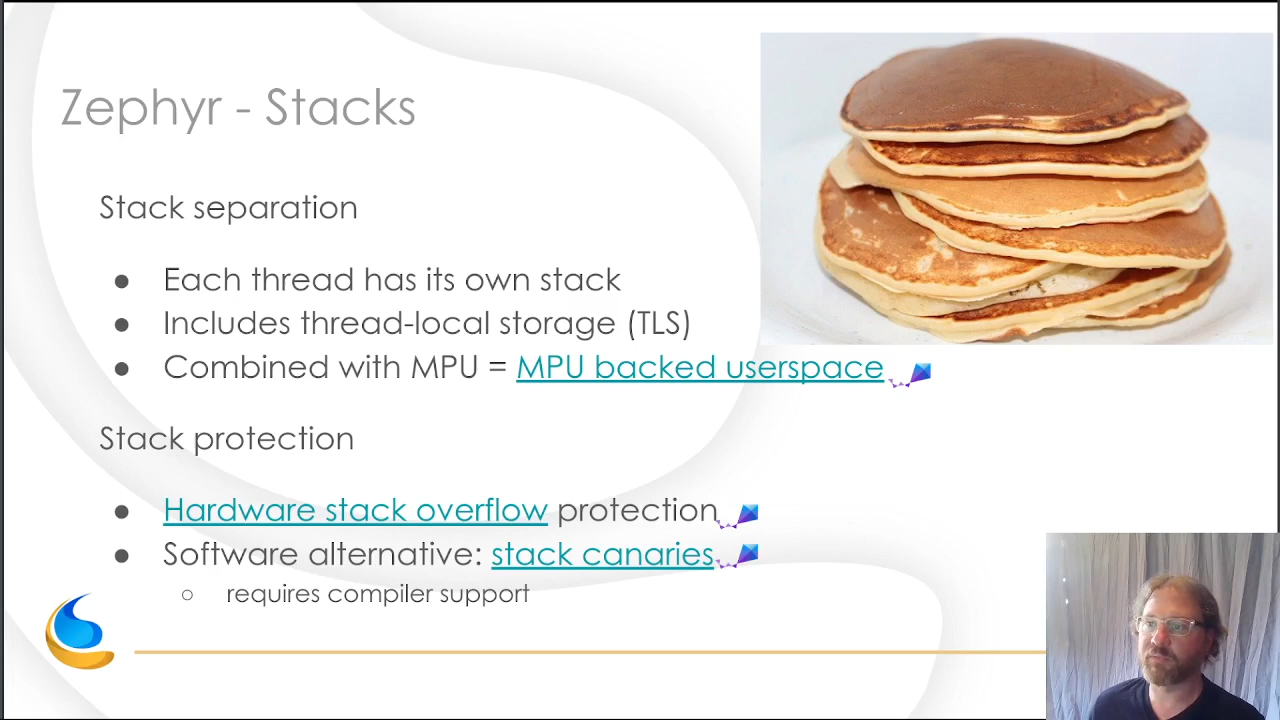 Zephyr - Stacks
Stack separation
● Each thread has its own stack
● Includes thread-local storage (TLS)
● Combined with MPU = MPU backed userspace
Stack protection
● Hardware stack overflow protection
● Software alternative: stack canaries
○ requires compiler support